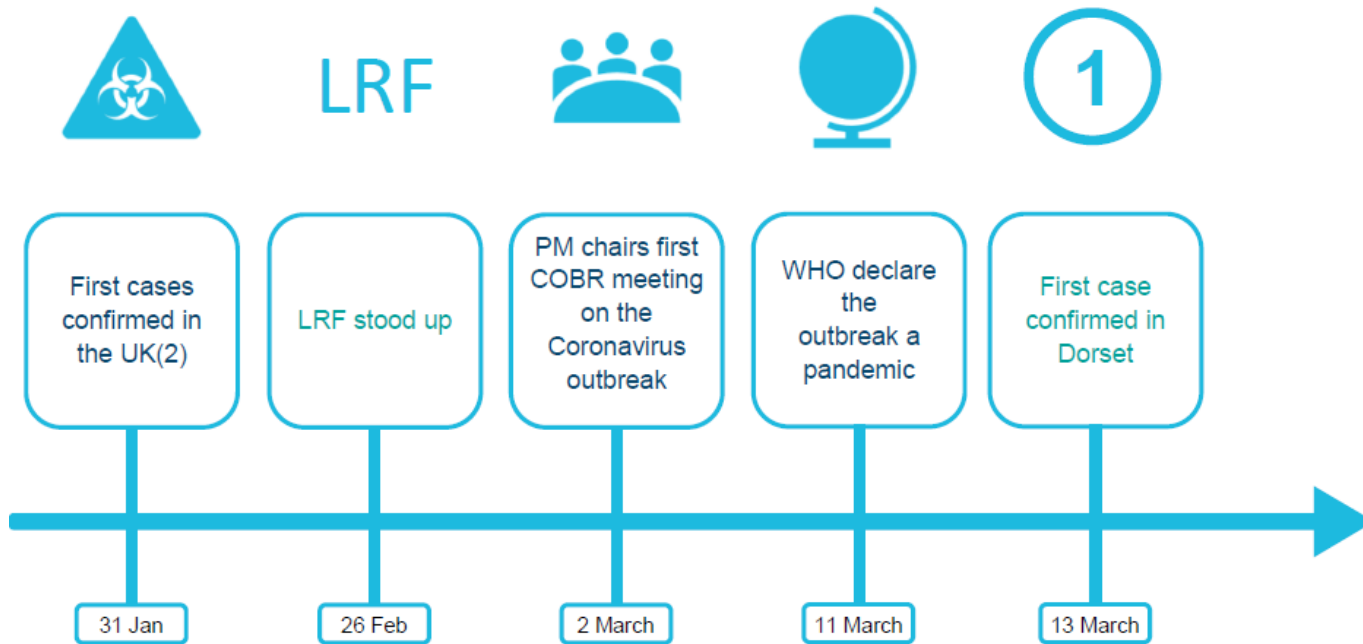 LRF
1
First cases
confirmed in
the UK(2)
LRF stood up
PM chairs first
COBR meeting
on the
Coronavirus
outbreak
WHO declare
the
outbreak a
pandemic
First case
confirmed in
Dorset
31 Jan
26 Feb
2 March
11 March
13 March